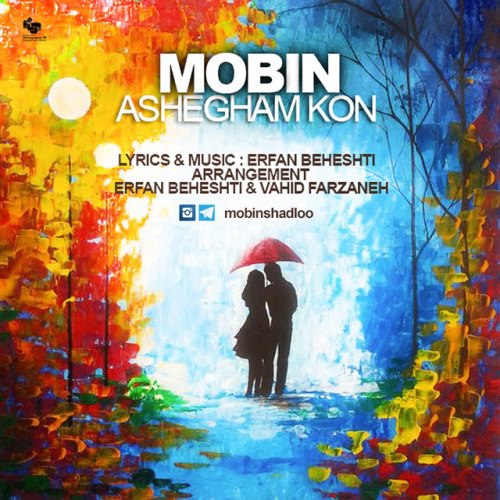 MOBIN
ASHEGHAM KON
LYRICS & MUSIC : ERFAN BEHESHTI
ARRANGEMENT
ERFAN BEHESHTI & VAHID FARZANEH
mobinshadloo